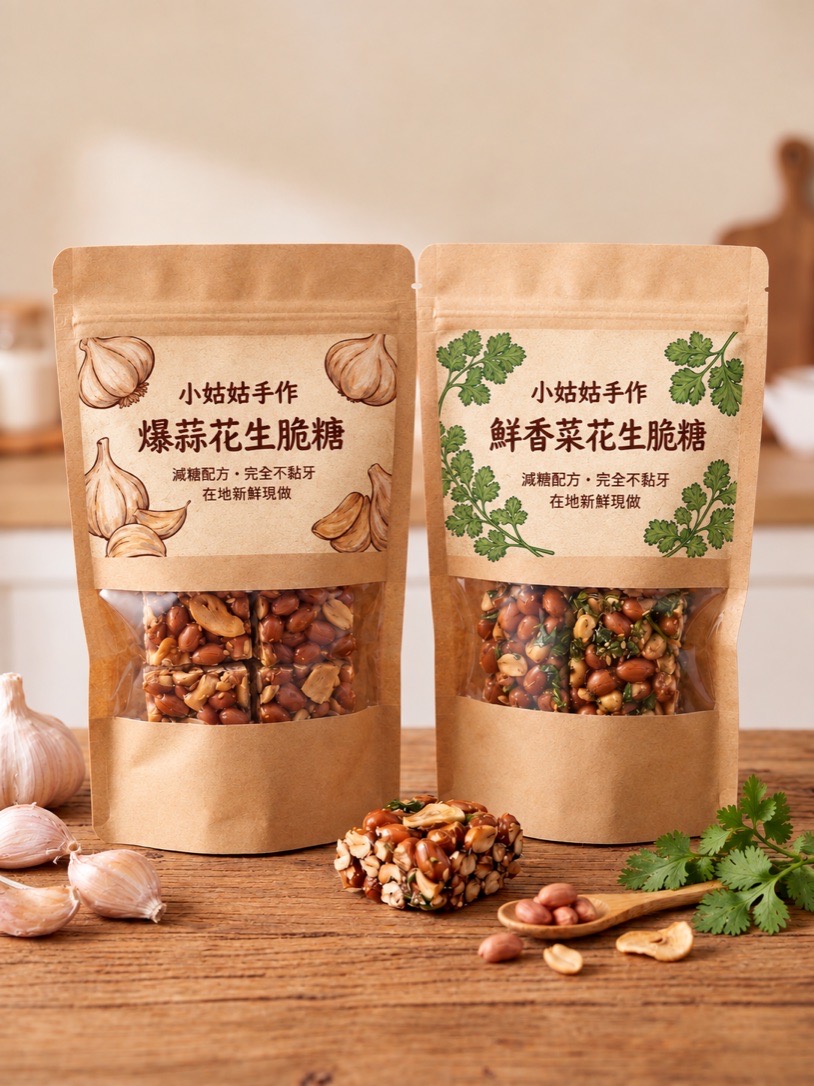 小姑姑手作
爆蒜花生脆糖
減糖配方・完全不黏牙
在地新鮮現做
小姑姑手作
鮮香菜花生脆糖
減糖配方・完全不黏牙
在地新鮮現做